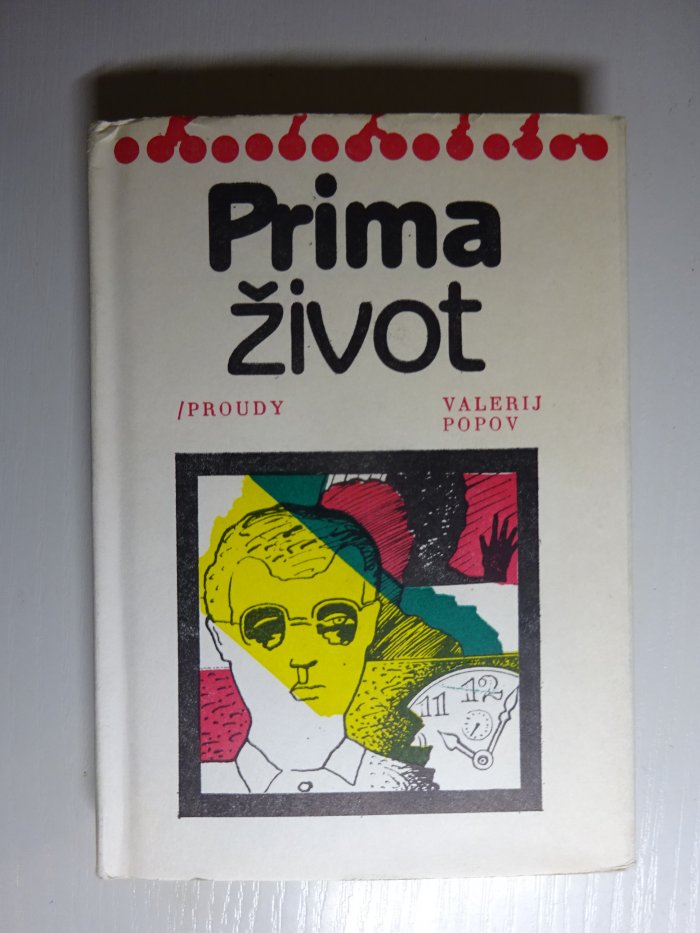 Prima
život
/PROUDY
VALERIJ
POPOV
11 12